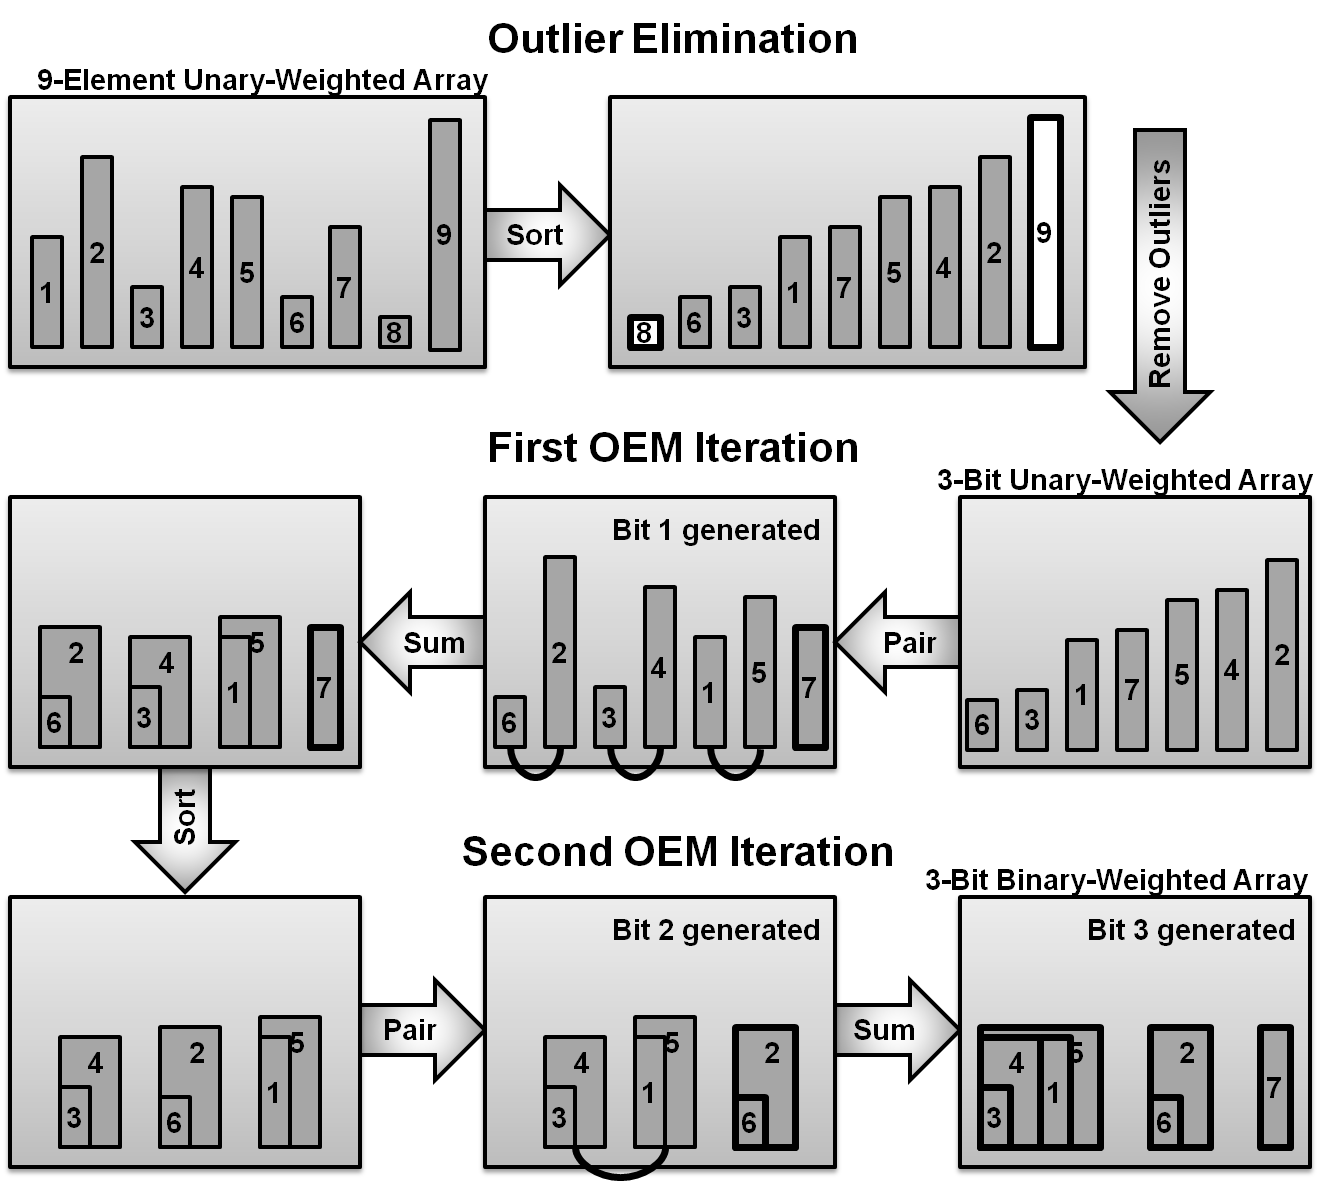 Outlier Elimination
9-Element Unary-Weighted Array
1 2 3 4 5 6 7 8 9
Sort
8 6 3 1 7 5 4 2 9
Remove Outliers
First OEM Iteration
3-Bit Unary-Weighted Array
6 3 1 7 5 4 2
Pair
Bit 1 generated
6 2 3 4 1 5 7
Sum
2 4 5
6 3 1 7
Sort
Second OEM Iteration
4 2 5
3 6 1
Pair
Bit 2 generated
4 5 2
3 1 6
Sum
3-Bit Binary-Weighted Array
Bit 3 generated
4 5 2
3 1 6 7